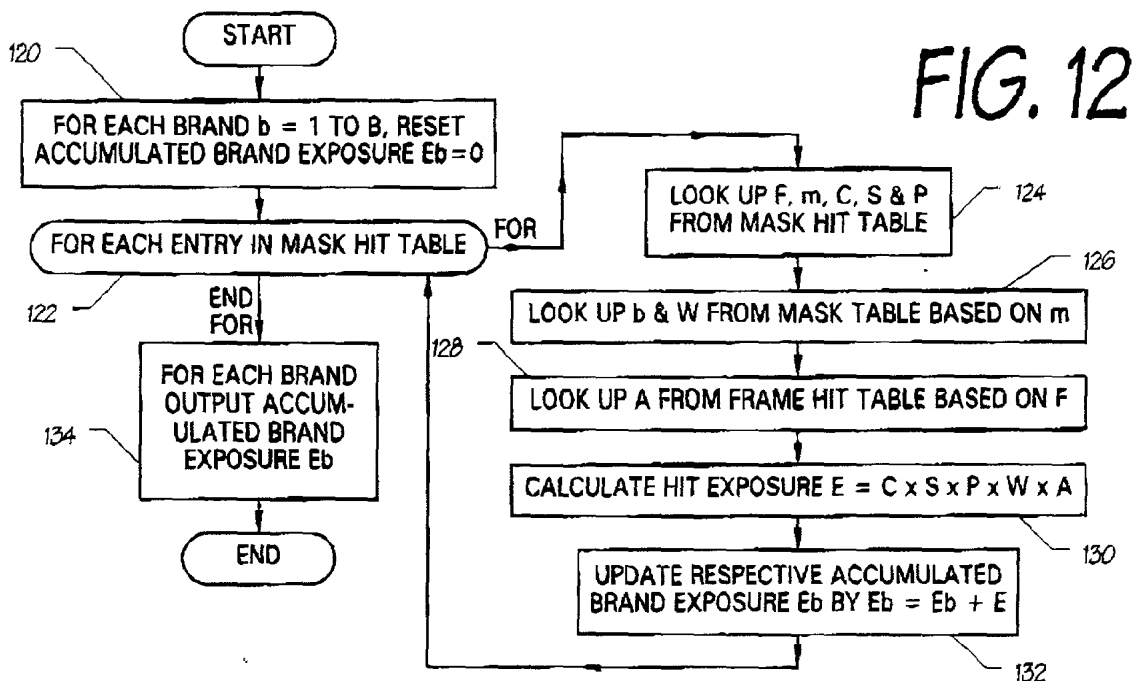 START
FIG. 12
120
FOR EACH BRAND b = 1 TO B, RESET
ACCUMULATED BRAND EXPOSURE Eb=0
FOR EACH ENTRY IN MASK HIT TABLE
FOR
122
END
FOR
134
FOR EACH BRAND
OUTPUT ACCUM-
ULATED BRAND
EXPOSURE Eb
END
LOOK UP F, m, C, S & P
FROM MASK HIT TABLE
124
126
LOOK UP b & W FROM MASK TABLE BASED ON m
128
LOOK UP A FROM FRAME HIT TABLE BASED ON F
CALCULATE HIT EXPOSURE E = C x S x P x W x A
130
UPDATE RESPECTIVE ACCUMULATED
BRAND EXPOSURE Eb BY Eb = Eb + E
132